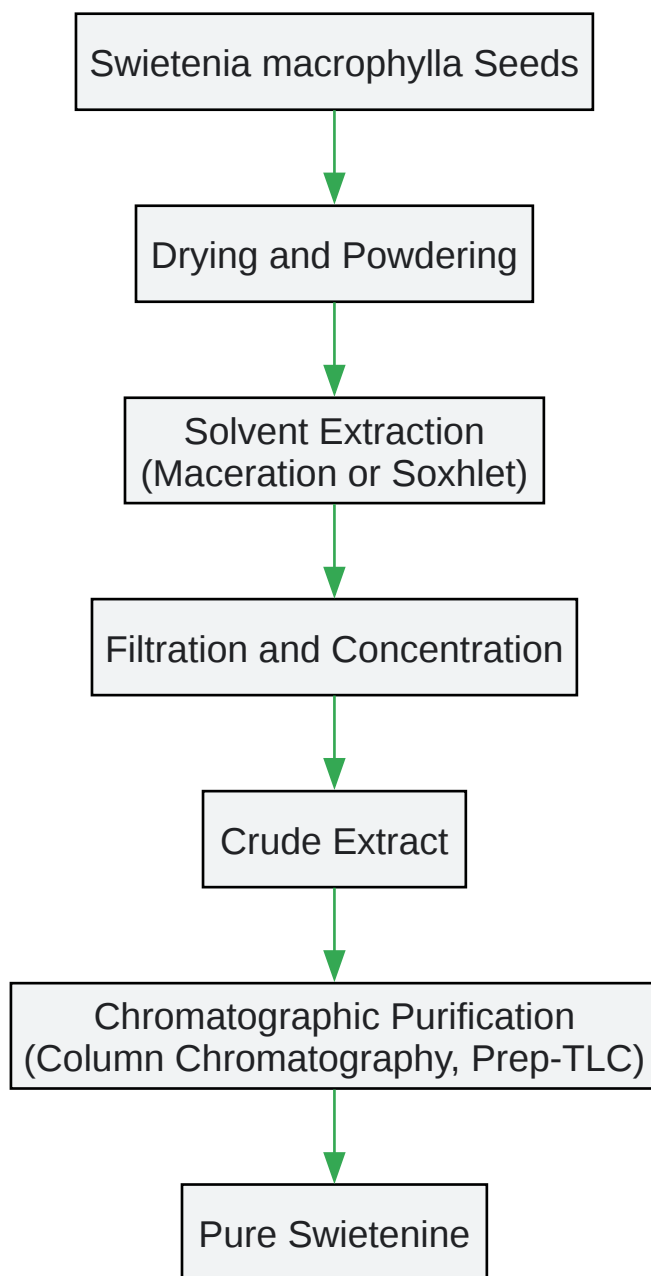 Swietenia macrophylla Seeds
Drying and Powdering
Solvent Extraction
(Maceration or Soxhlet)
Filtration and Concentration
Crude Extract
Chromatographic Purification
(Column Chromatography, Prep-TLC)
Pure Swietenine